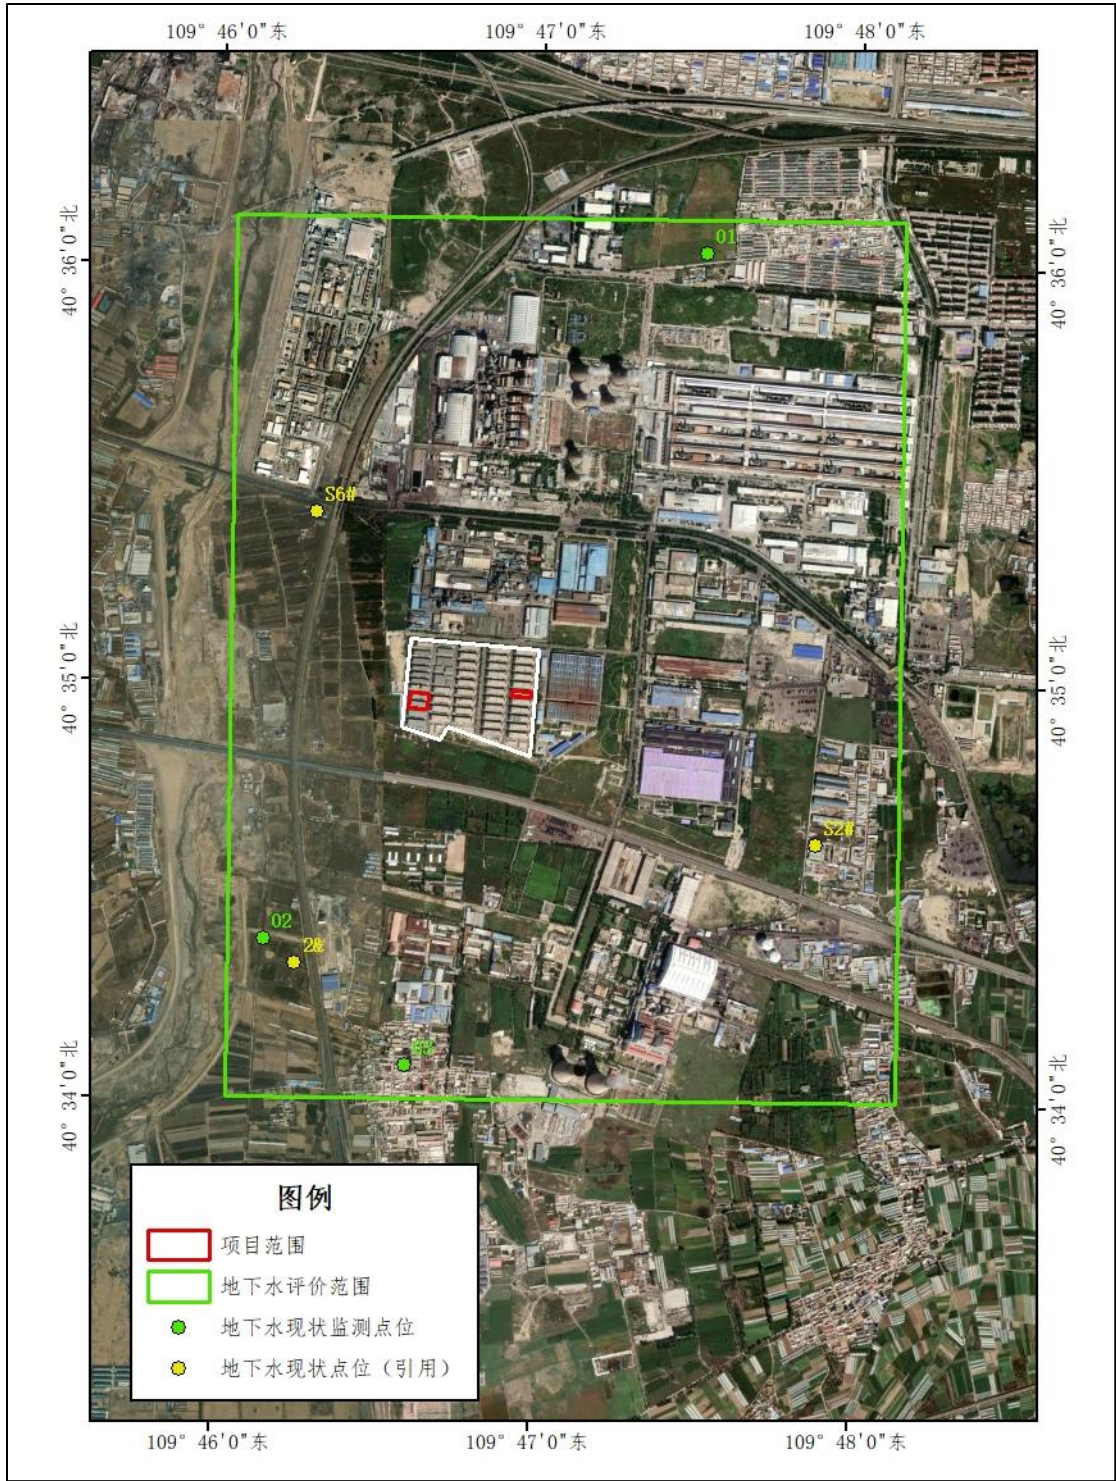 109° 46'0"东
109° 47'0"东
109° 48'0"东
40° 36'0"北
40° 36'0"北
01
S6#
40° 35'0"北
40° 35'0"北
S2#
02
2&
40° 34'0"北
40° 34'0"北
图例
项目范围
地下水评价范围
地下水现状监测点位
地下水现状点位（引用）
109° 46'0"东
109° 47'0"东
109° 48'0"东